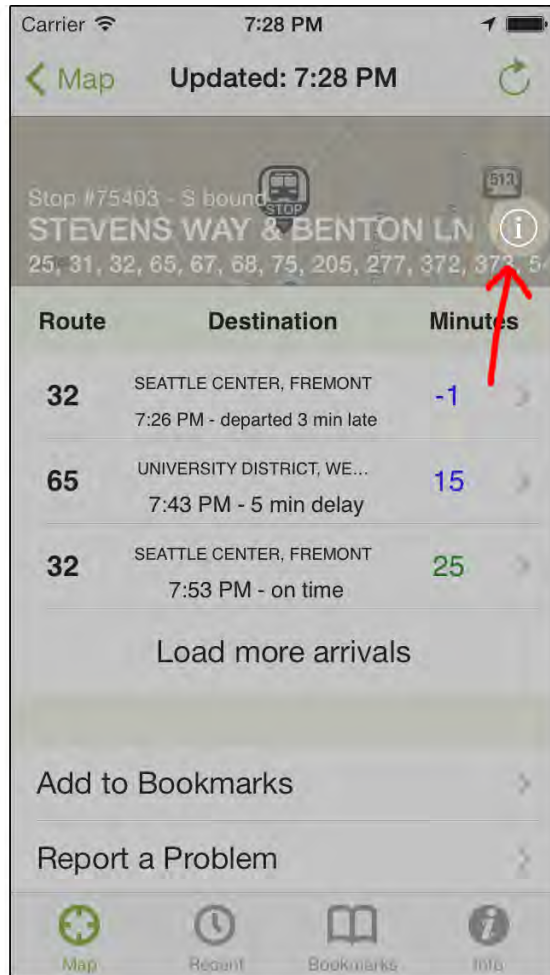 Carrier 7:28 PM
Map Updated: 7:28 PM
513
Stop #75403 - S bound
STOP
STEVENS WAY & BENTON LN
25, 31, 32, 65, 67, 68, 75, 205, 277, 372, 373, 54
Route Destination Minutes
32 SEATTLE CENTER, FREMONT -1
7:26 PM - departed 3 min late
65 UNIVERSITY DISTRICT, WE... 15
7:43 PM - 5 min delay
32 SEATTLE CENTER, FREMONT 25
7:53 PM - on time
Load more arrivals
Add to Bookmarks
Report a Problem
Map Recent Bookmarks Info